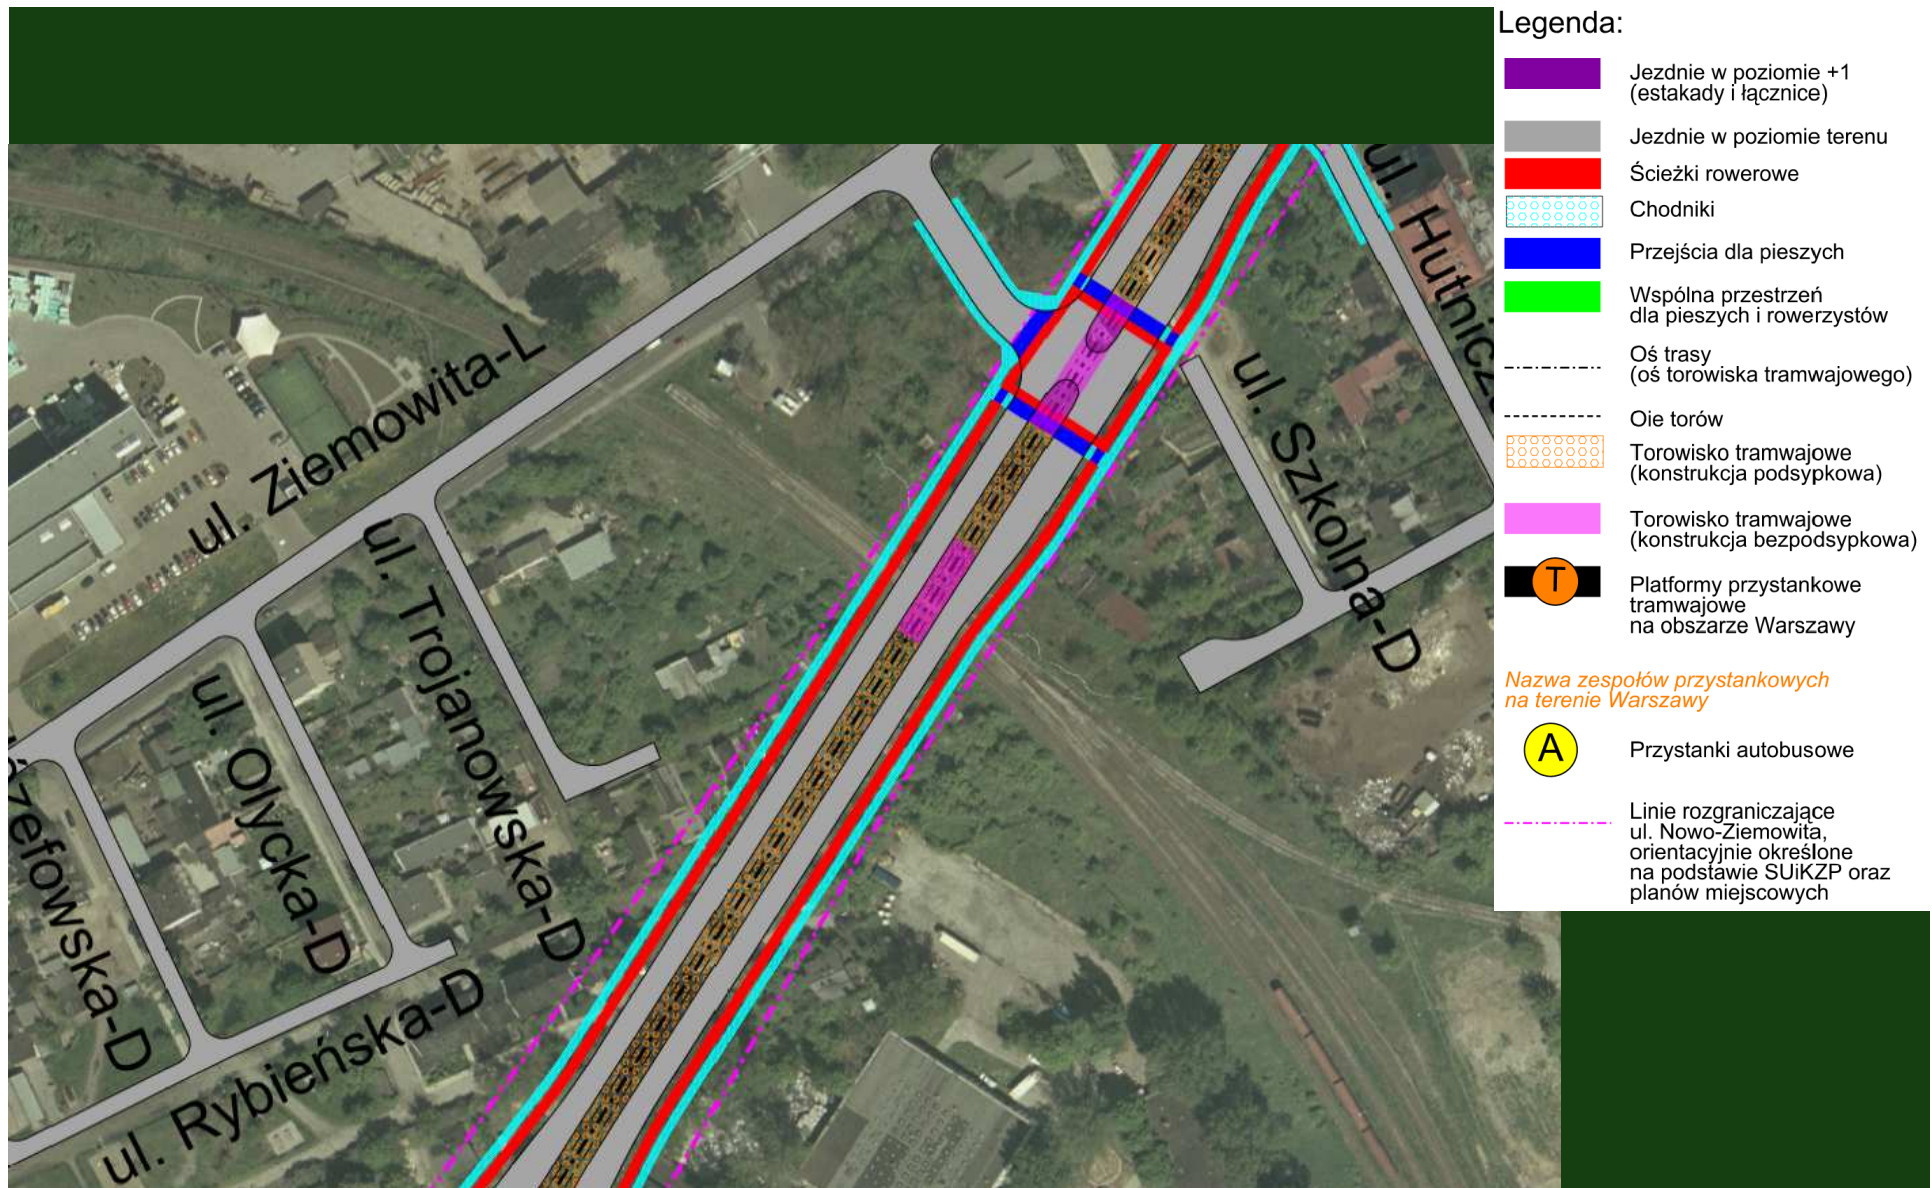 Legenda:
Jezdnie w poziomie +1
(estakady i łącznice)
Jezdnie w poziomie terenu
Ścieżki rowerowe
Chodniki
Przejścia dla pieszych
Wspólna przestrzeń
dla pieszych i rowerzystów
Oś trasy
(oś torowiska tramwajowego)
Oie torów
Torowisko tramwajowe
(konstrukcja podsypkowa)
Torowisko tramwajowe
(konstrukcja bezpodsypkowa)
T
Platformy przystankowe
tramwajowe
na obszarze Warszawy
Nazwa zespołów przystankowych
na terenie Warszawy
A
Przystanki autobusowe
Linie rozgraniczające
ul. Nowo-Ziemowita,
orientacyjnie określone
na podstawie SUiKZP oraz
planów miejscowych
ul. Ziemowita-L
ul. Hutnicz
ul. Szkolna-D
ul. Trojanowska-D
ul. Ołycka-D
zefowska-D
ul. Rybieńska-D